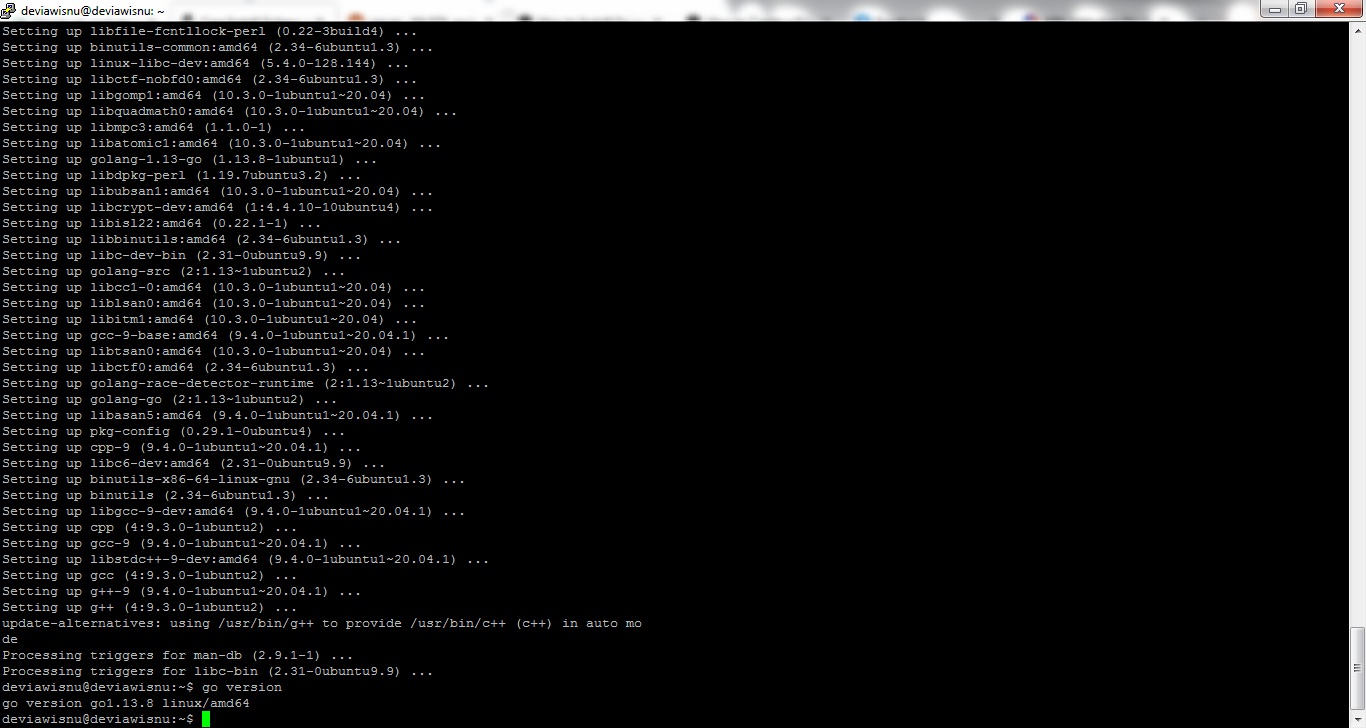 deviawisnu@deviawisnu: ~
Setting up libfile-fcntllock-perl (0.22-3build4) ...
Setting up binutils-common:amd64 (2.34-6ubuntu1.3) ...
Setting up linux-libc-dev:amd64 (5.4.0-128.144) ...
Setting up libctf-nobfd0:amd64 (2.34-6ubuntu1.3) ...
Setting up libgomp1:amd64 (10.3.0-1ubuntu1~20.04) ...
Setting up libquadmath0:amd64 (10.3.0-1ubuntu1~20.04) ...
Setting up libmpc3:amd64 (1.1.0-1) ...
Setting up libatomic1:amd64 (10.3.0-1ubuntu1~20.04) ...
Setting up golang-1.13-go (1.13.8-1ubuntu1) ...
Setting up libdpkg-perl (1.19.7ubuntu3.2) ...
Setting up libubsan1:amd64 (10.3.0-1ubuntu1~20.04) ...
Setting up libcrypt-dev:amd64 (1:4.4.10-10ubuntu4) ...
Setting up libisl22:amd64 (0.22.1-1) ...
Setting up libbinutils:amd64 (2.34-6ubuntu1.3) ...
Setting up libc-dev-bin (2.31-0ubuntu9.9) ...
Setting up golang-src (2:1.13~1ubuntu2) ...
Setting up libcc1-0:amd64 (10.3.0-1ubuntu1~20.04) ...
Setting up liblsan0:amd64 (10.3.0-1ubuntu1~20.04) ...
Setting up libitm1:amd64 (10.3.0-1ubuntu1~20.04) ...
Setting up gcc-9-base:amd64 (9.4.0-1ubuntu1~20.04.1) ...
Setting up libtsan0:amd64 (10.3.0-1ubuntu1~20.04) ...
Setting up libctf0:amd64 (2.34-6ubuntu1.3) ...
Setting up golang-race-detector-runtime (2:1.13~1ubuntu2) ...
Setting up golang-go (2:1.13~1ubuntu2) ...
Setting up libasan5:amd64 (9.4.0-1ubuntu1~20.04.1) ...
Setting up pkg-config (0.29.1-0ubuntu4) ...
Setting up cpp-9 (9.4.0-1ubuntu1~20.04.1) ...
Setting up libc6-dev:amd64 (2.31-0ubuntu9.9) ...
Setting up binutils-x86-64-linux-gnu (2.34-6ubuntu1.3) ...
Setting up binutils (2.34-6ubuntu1.3) ...
Setting up libgcc-9-dev:amd64 (9.4.0-1ubuntu1~20.04.1) ...
Setting up cpp (4:9.3.0-1ubuntu2) ...
Setting up gcc-9 (9.4.0-1ubuntu1~20.04.1) ...
Setting up libstdc++-9-dev:amd64 (9.4.0-1ubuntu1~20.04.1) ...
Setting up gcc (4:9.3.0-1ubuntu2) ...
Setting up g++-9 (9.4.0-1ubuntu1~20.04.1) ...
Setting up g++ (4:9.3.0-1ubuntu2) ...
update-alternatives: using /usr/bin/g++ to provide /usr/bin/c++ (c++) in auto mo
de
Processing triggers for man-db (2.9.1-1) ...
Processing triggers for libc-bin (2.31-0ubuntu9.9) ...
deviawisnu@deviawisnu:~$ go version
go version go1.13.8 linux/amd64
deviawisnu@deviawisnu:~$